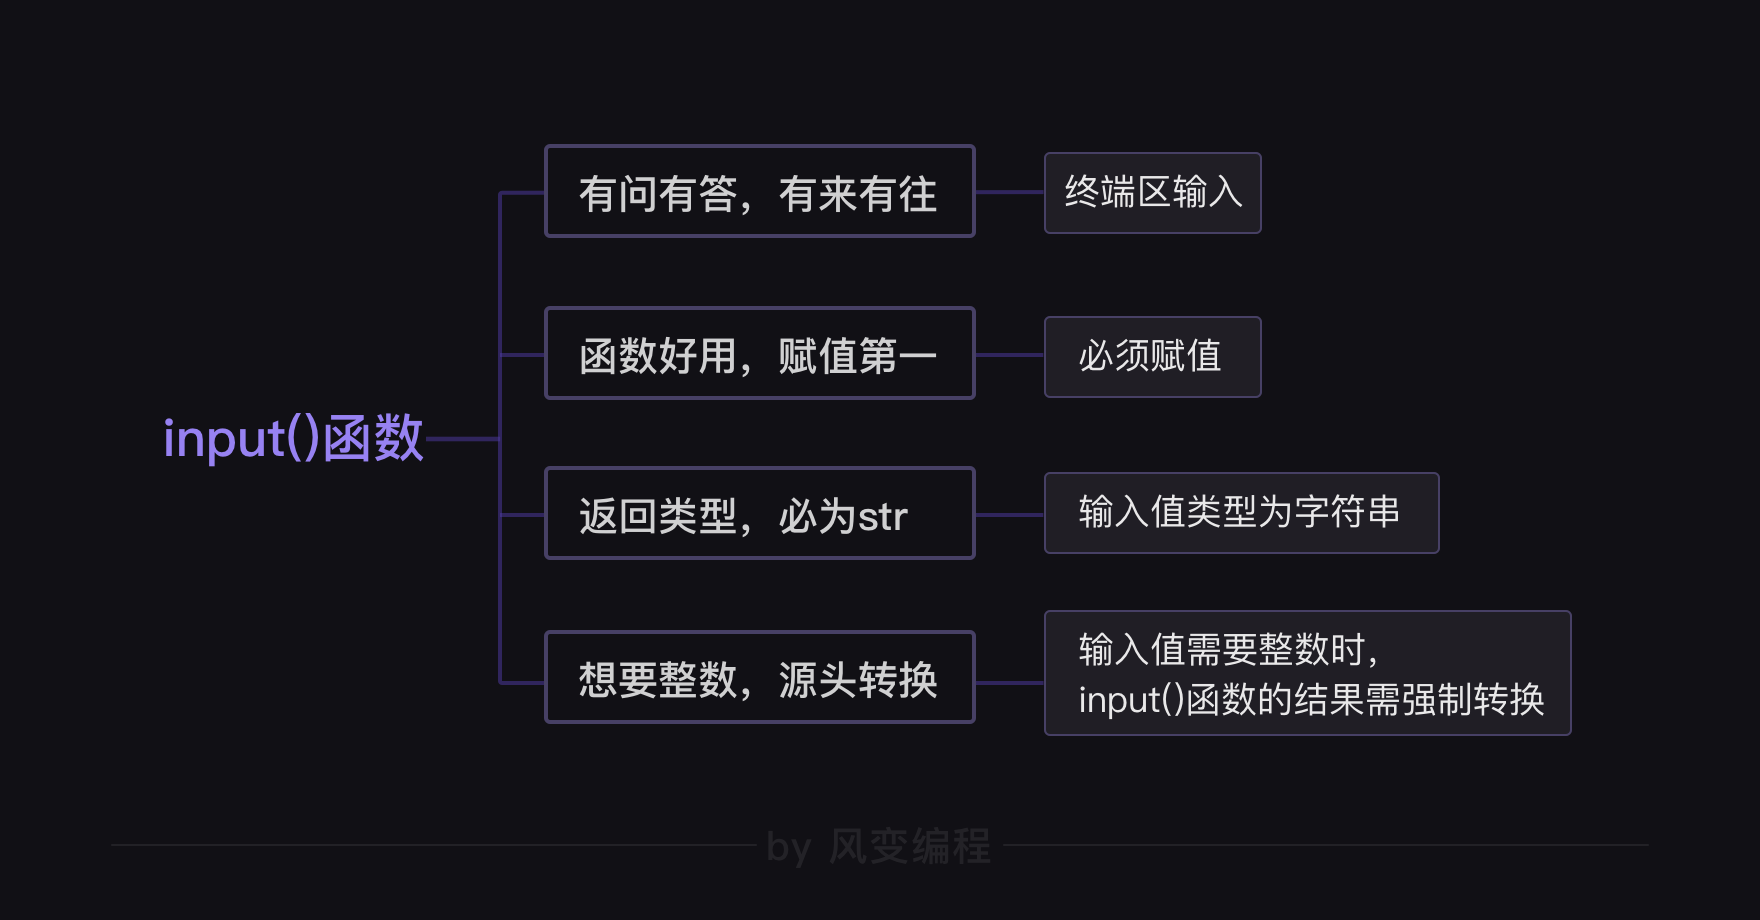 有问有答，有来有往
终端区输入
函数好用，赋值第一
必须赋值
input()函数
返回类型，必为str
输入值类型为字符串
想要整数，源头转换
输入值需要整数时，
input()函数的结果需强制转换
by 风变编程